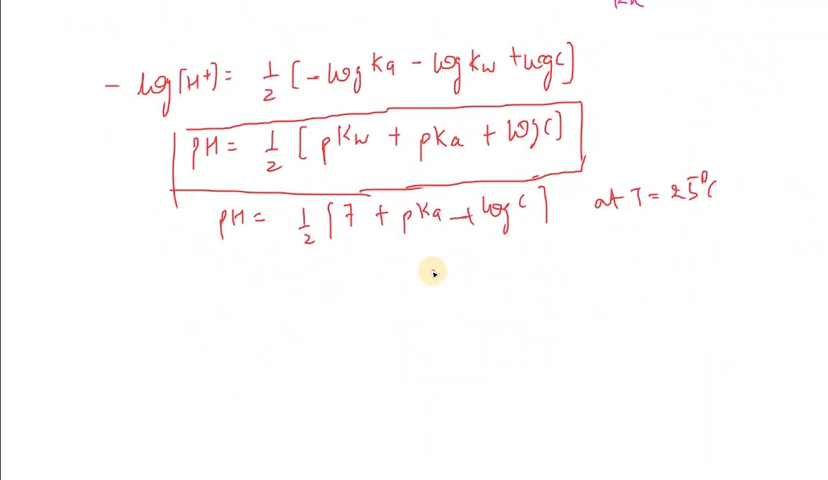 - log[H+] = 1/2 [-log Ka - log Kw + log C]
PH = 1/2 [pKw + pKa + log C]
PH = 1/2 [7 + pKa + log C] at T = 25°C